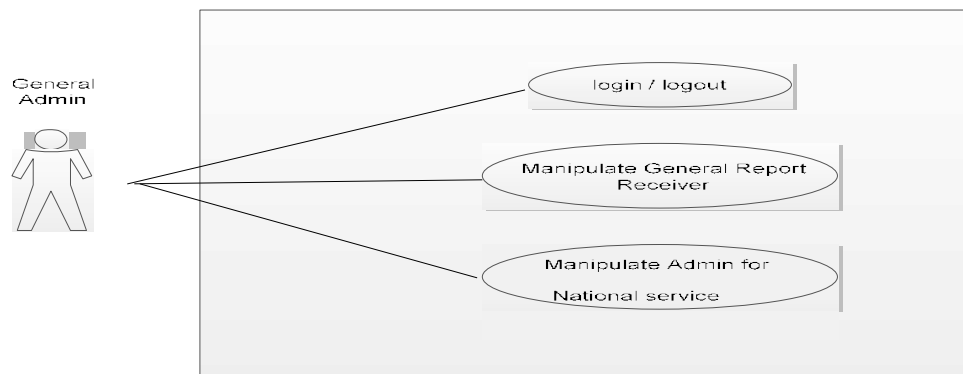 General
Admin
login / logout
Manipulate General Report
Receiver
Manipulate Admin for
National service